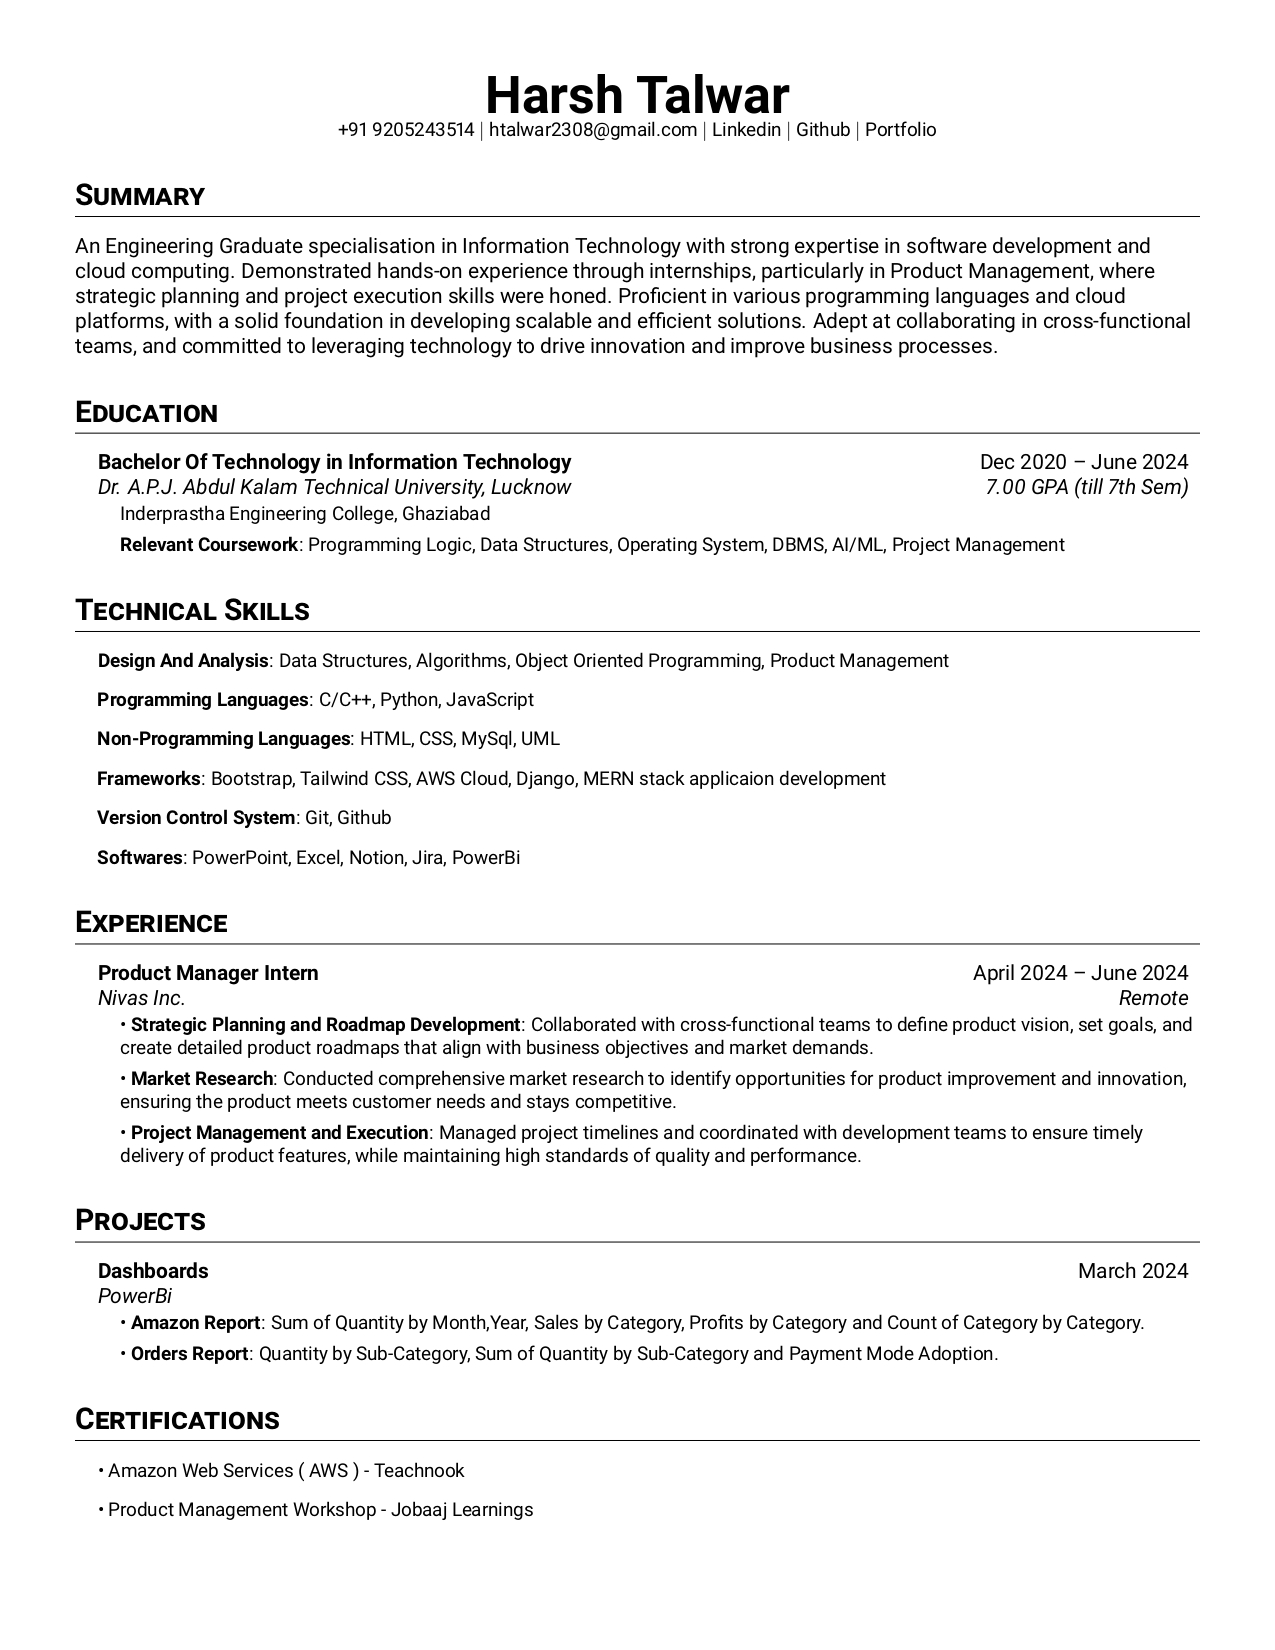 Harsh Talwar
+91 9205243514 | htalwar2308@gmail.com | Linkedin | Github | Portfolio
Summary
An Engineering Graduate specialisation in Information Technology with strong expertise in software development and
cloud computing. Demonstrated hands-on experience through internships, particularly in Product Management, where
strategic planning and project execution skills were honed. Proficient in various programming languages and cloud
platforms, with a solid foundation in developing scalable and efficient solutions. Adept at collaborating in cross-functional
teams, and committed to leveraging technology to drive innovation and improve business processes.
Education
Bachelor Of Technology in Information Technology Dec 2020 – June 2024
Dr. A.P.J. Abdul Kalam Technical University, Lucknow 7.00 GPA (till 7th Sem)
Inderprastha Engineering College, Ghaziabad
Relevant Coursework: Programming Logic, Data Structures, Operating System, DBMS, AI/ML, Project Management
Technical Skills
Design And Analysis: Data Structures, Algorithms, Object Oriented Programming, Product Management
Programming Languages: C/C++, Python, JavaScript
Non-Programming Languages: HTML, CSS, MySql, UML
Frameworks: Bootstrap, Tailwind CSS, AWS Cloud, Django, MERN stack applicaion development
Version Control System: Git, Github
Softwares: PowerPoint, Excel, Notion, Jira, PowerBi
Experience
Product Manager Intern April 2024 – June 2024
Nivas Inc. Remote
• Strategic Planning and Roadmap Development: Collaborated with cross-functional teams to define product vision, set goals, and
create detailed product roadmaps that align with business objectives and market demands.
• Market Research: Conducted comprehensive market research to identify opportunities for product improvement and innovation,
ensuring the product meets customer needs and stays competitive.
• Project Management and Execution: Managed project timelines and coordinated with development teams to ensure timely
delivery of product features, while maintaining high standards of quality and performance.
Projects
Dashboards March 2024
PowerBi
• Amazon Report: Sum of Quantity by Month,Year, Sales by Category, Profits by Category and Count of Category by Category.
• Orders Report: Quantity by Sub-Category, Sum of Quantity by Sub-Category and Payment Mode Adoption.
Certifications
• Amazon Web Services ( AWS ) - Teachnook
• Product Management Workshop - Jobaaj Learnings